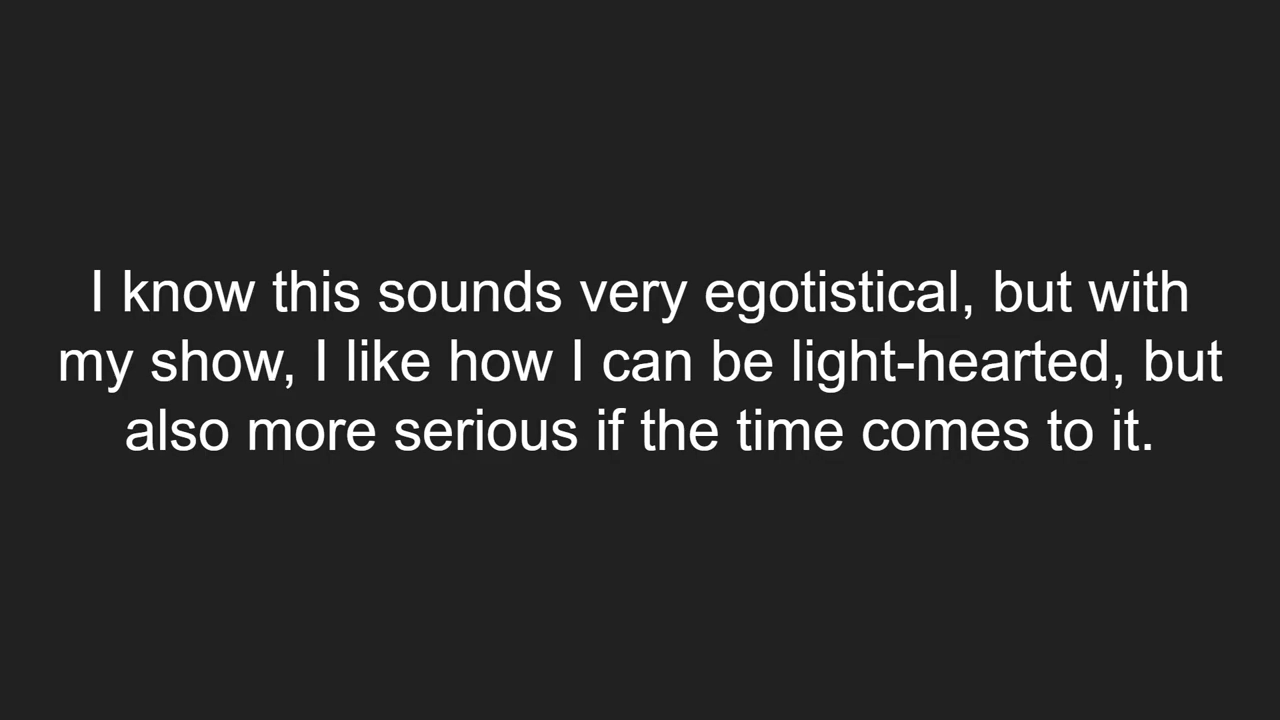 I know this sounds very egotistical, but with
my show, I like how I can be light-hearted, but
also more serious if the time comes to it.